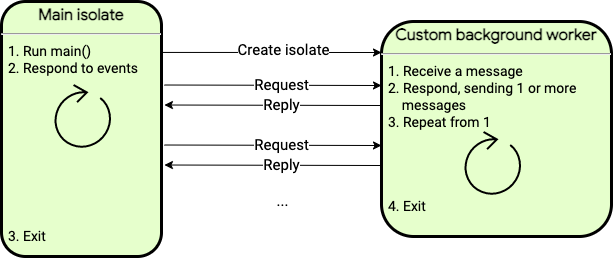 Main isolate
1. Run main()
2. Respond to events
3. Exit
Create isolate
Request
Reply
Request
Reply
...
Custom background worker
1. Receive a message
2. Respond, sending 1 or more
messages
3. Repeat from 1
4. Exit